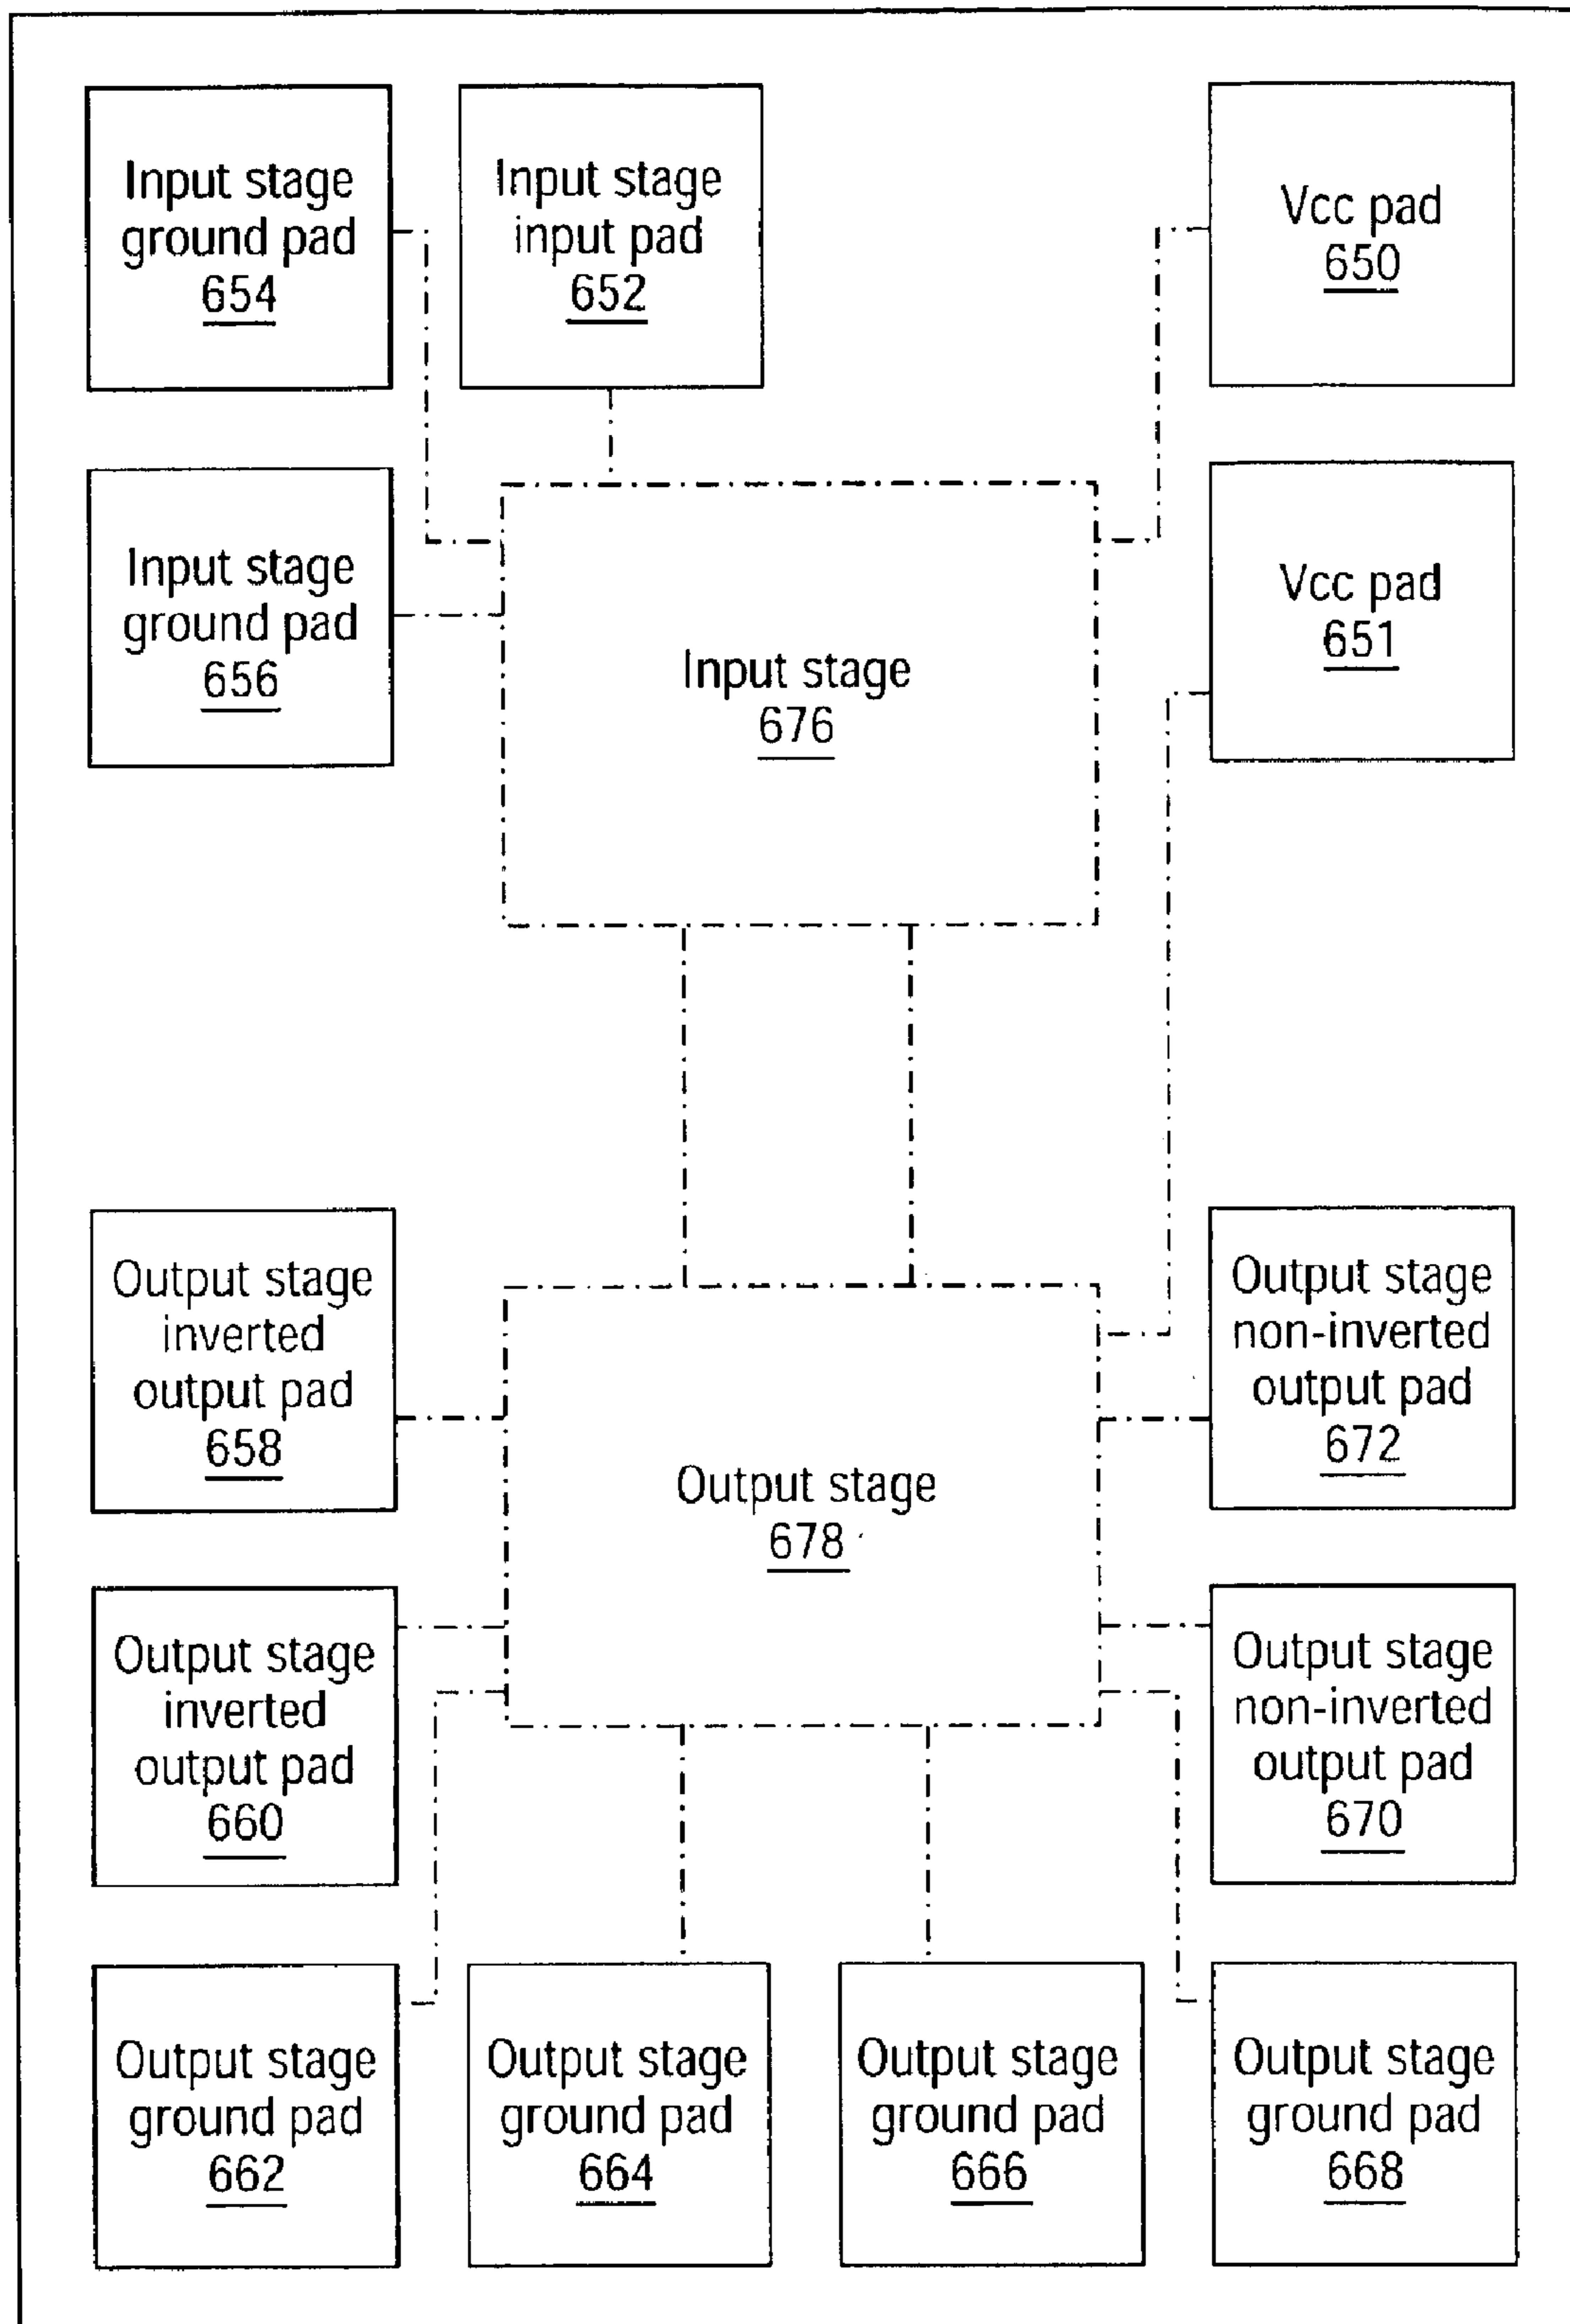 Input stage
ground pad
654
Input stage
input pad
652
Vcc pad
650
Input stage
ground pad
656
Input stage
676
Vcc pad
651
Output stage
inverted
output pad
658
Output stage
678
Output stage
non-inverted
output pad
672
Output stage
inverted
output pad
660
Output stage
non-inverted
output pad
670
Output stage
ground pad
662
Output stage
ground pad
664
Output stage
ground pad
666
Output stage
ground pad
668